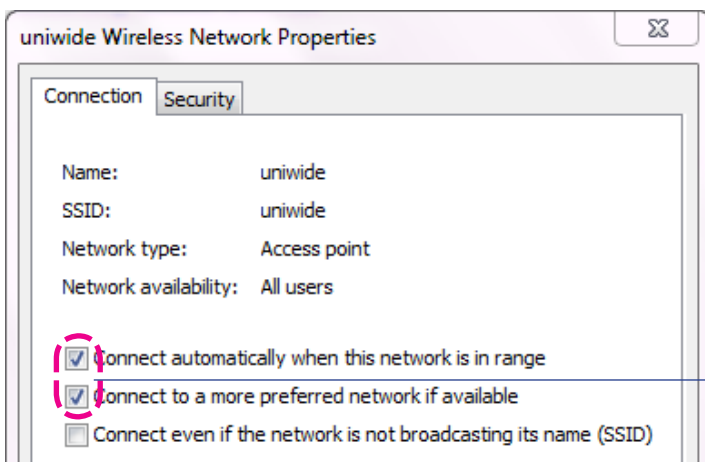 uniwide Wireless Network Properties
Connection Security
Name: uniwide
SSID: uniwide
Network type: Access point
Network availability: All users
Connect automatically when this network is in range
Connect to a more preferred network if available
Connect even if the network is not broadcasting its name (SSID)